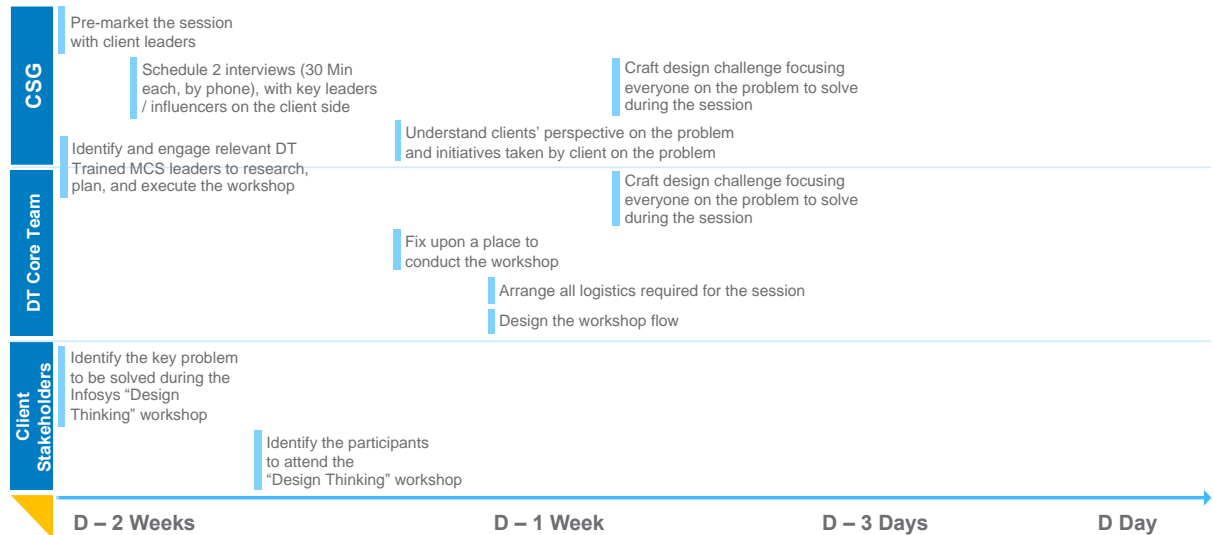 CSG
Pre-market the session
with client leaders
Schedule 2 interviews (30 Min
each, by phone), with key leaders
/ influencers on the client side
Craft design challenge focusing
everyone on the problem to solve
during the session
Understand clients’ perspective on the problem
and initiatives taken by client on the problem
Identify and engage relevant DT
Trained MCS leaders to research,
plan, and execute the workshop
DT Core Team
Craft design challenge focusing
everyone on the problem to solve
during the session
Fix upon a place to
conduct the workshop
Arrange all logistics required for the session
Design the workshop flow
Client
Stakeholders
Identify the key problem
to be solved during the
Infosys “Design
Thinking” workshop
Identify the participants
to attend the
“Design Thinking” workshop
D – 2 Weeks
D – 1 Week
D – 3 Days
D Day